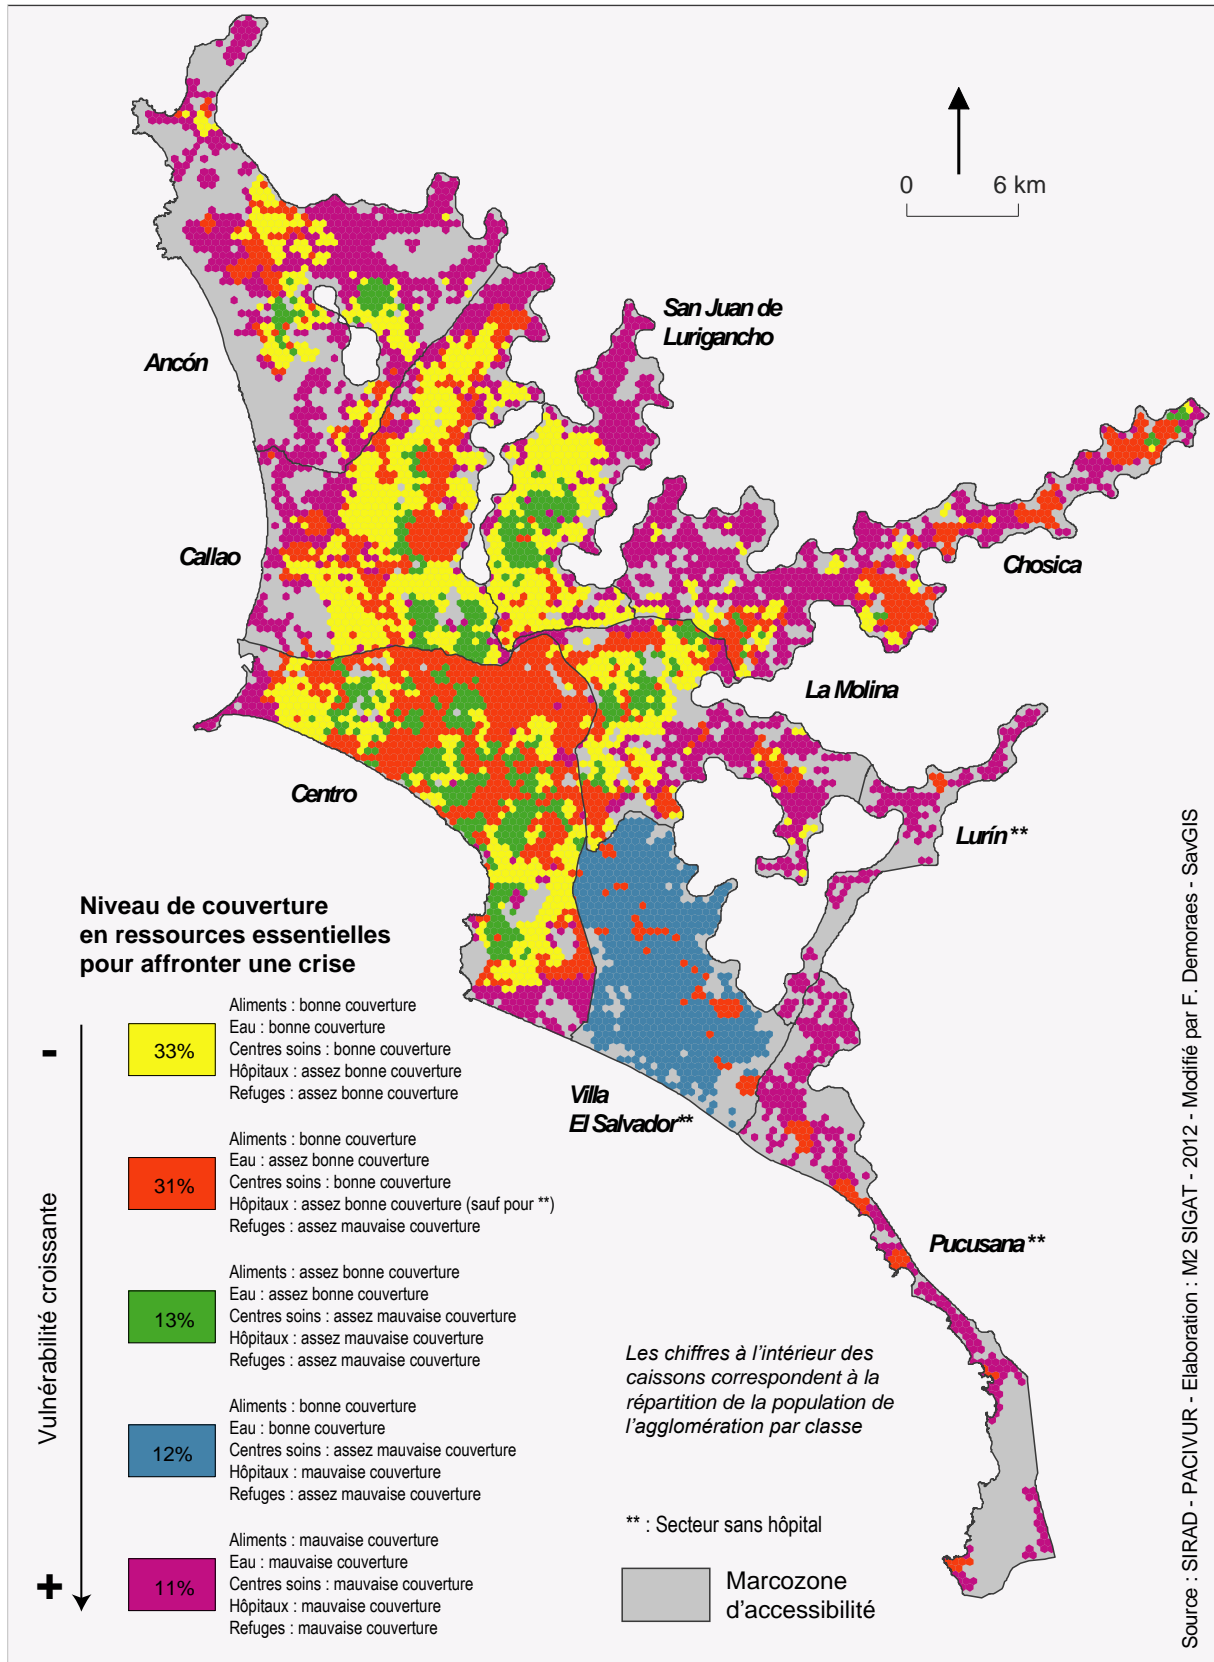 0 6 km
San Juan de
Lurigancho
Ancón
Callao
Chosica
La Molina
Centro
Lurín **
Villa
El Salvador**
Pucusana **
Niveau de couverture
en ressources essentielles
pour affronter une crise
-
Vulnérabilité croissante
+
33%
Aliments : bonne couverture
Eau : bonne couverture
Centres soins : bonne couverture
Hôpitaux : assez bonne couverture
Refuges : assez bonne couverture
31%
Aliments : bonne couverture
Eau : assez bonne couverture
Centres soins : bonne couverture
Hôpitaux : assez bonne couverture (sauf pour **)
Refuges : assez mauvaise couverture
13%
Aliments : assez bonne couverture
Eau : assez bonne couverture
Centres soins : assez mauvaise couverture
Hôpitaux : assez mauvaise couverture
Refuges : assez mauvaise couverture
12%
Aliments : bonne couverture
Eau : bonne couverture
Centres soins : assez mauvaise couverture
Hôpitaux : mauvaise couverture
Refuges : assez mauvaise couverture
11%
Aliments : mauvaise couverture
Eau : mauvaise couverture
Centres soins : mauvaise couverture
Hôpitaux : mauvaise couverture
Refuges : mauvaise couverture
Les chiffres à l'intérieur des
caissons correspondent à la
répartition de la population de
l'agglomération par classe
** : Secteur sans hôpital
Marcozone
d'accessibilité
Source : SIRAD - PACIVUR - Elaboration : M2 SIGAT - 2012 - Modifié par F. Demoraes - SavGIS